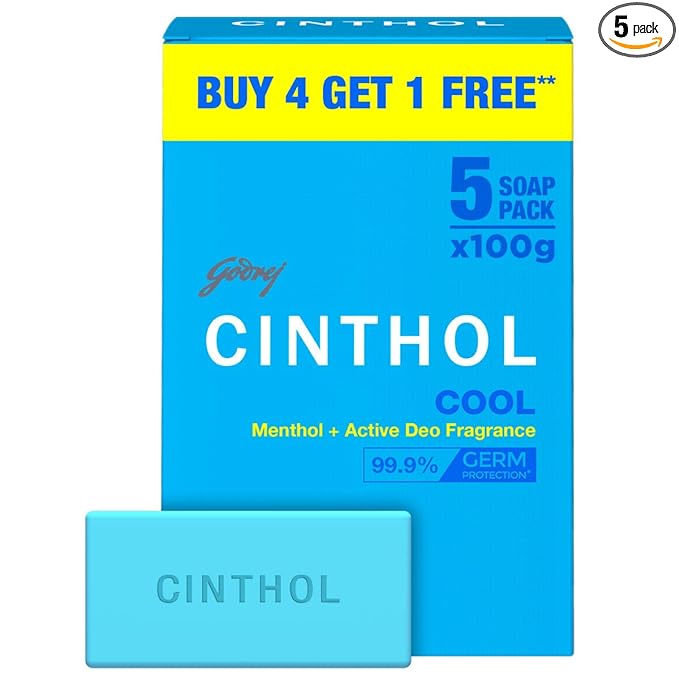 5 pack
BUY 4 GET 1 FREE**
5 SOAP PACK
x100g
Godrej
CINTHOL
COOL
Menthol + Active Deo Fragrance
99.9% GERM PROTECTION*
CINTHOL